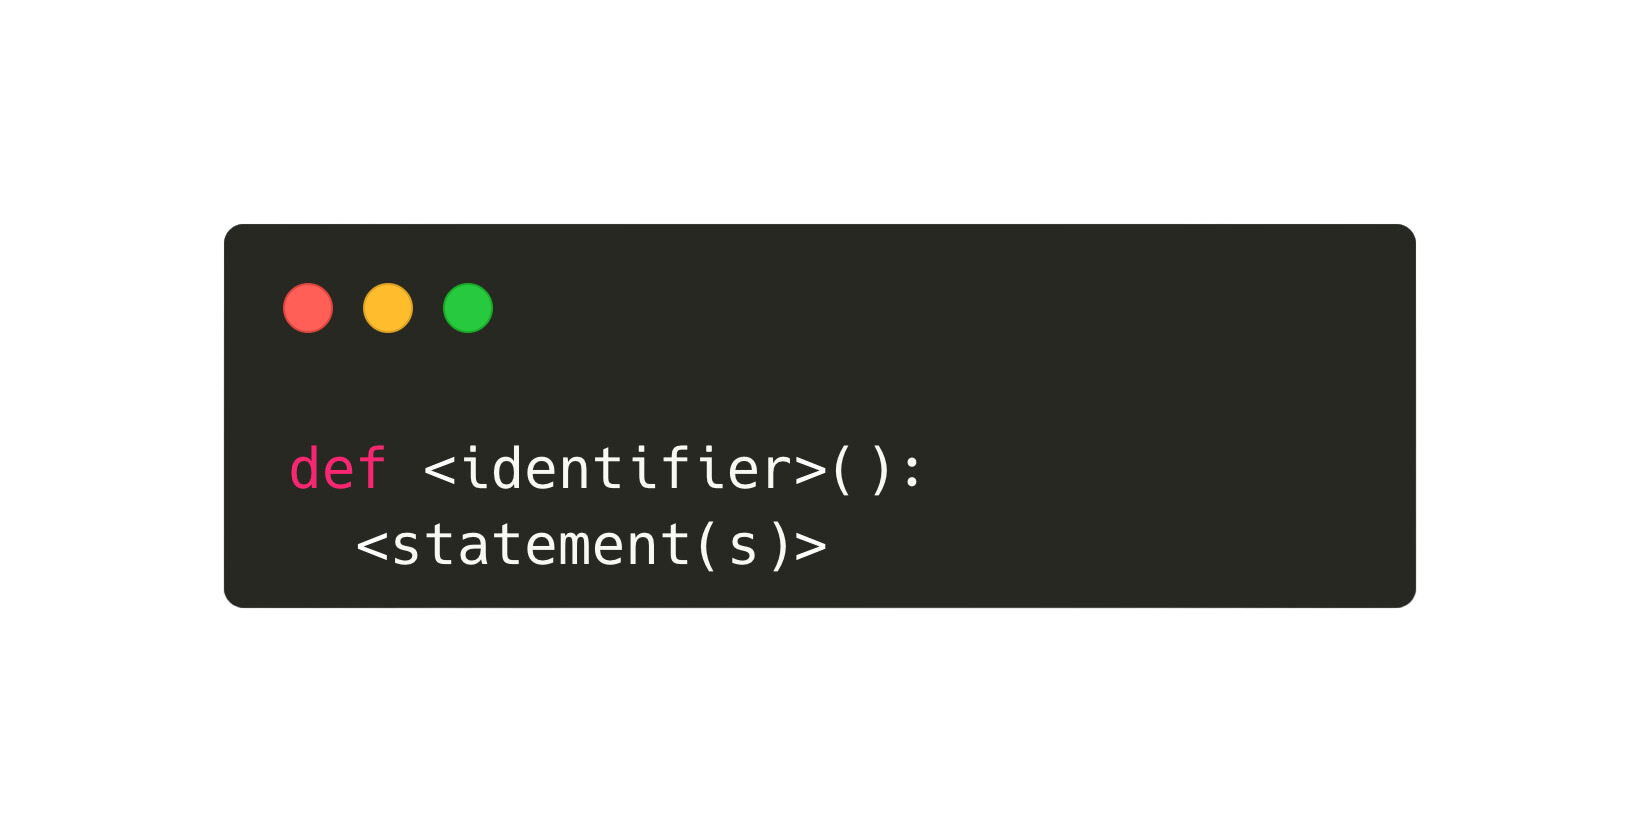 def <identifier>():
  <statement(s)>